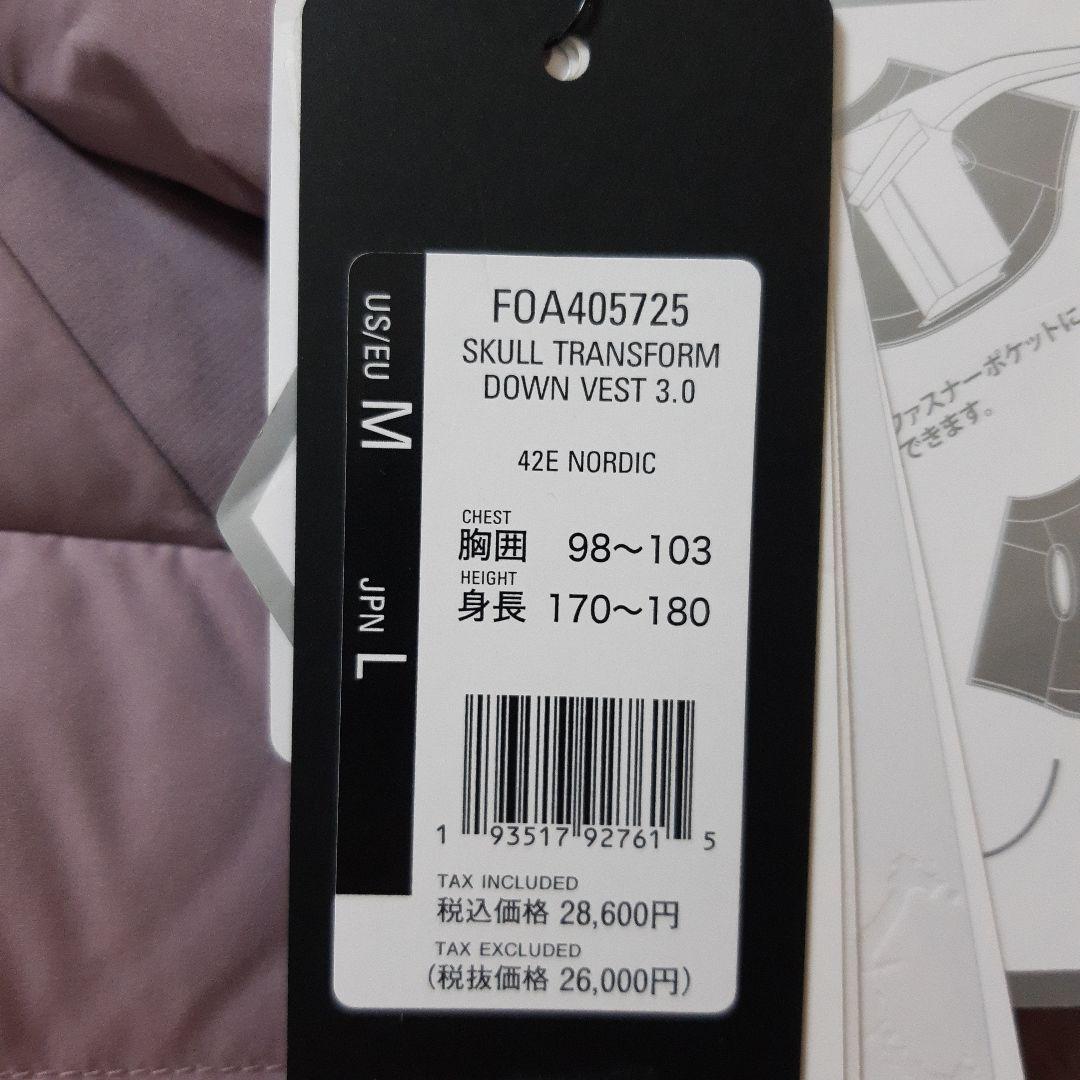 US/EU M
JPN L
FOA405725
SKULL TRANSFORM
DOWN VEST 3.0
42E NORDIC
CHEST
胸囲 98～103
HEIGHT
身長 170～180
1 93517 92761 5
TAX INCLUDED
税込価格 28,600円
TAX EXCLUDED
(税抜価格 26,000円)
ファスナーポケットに
できます。